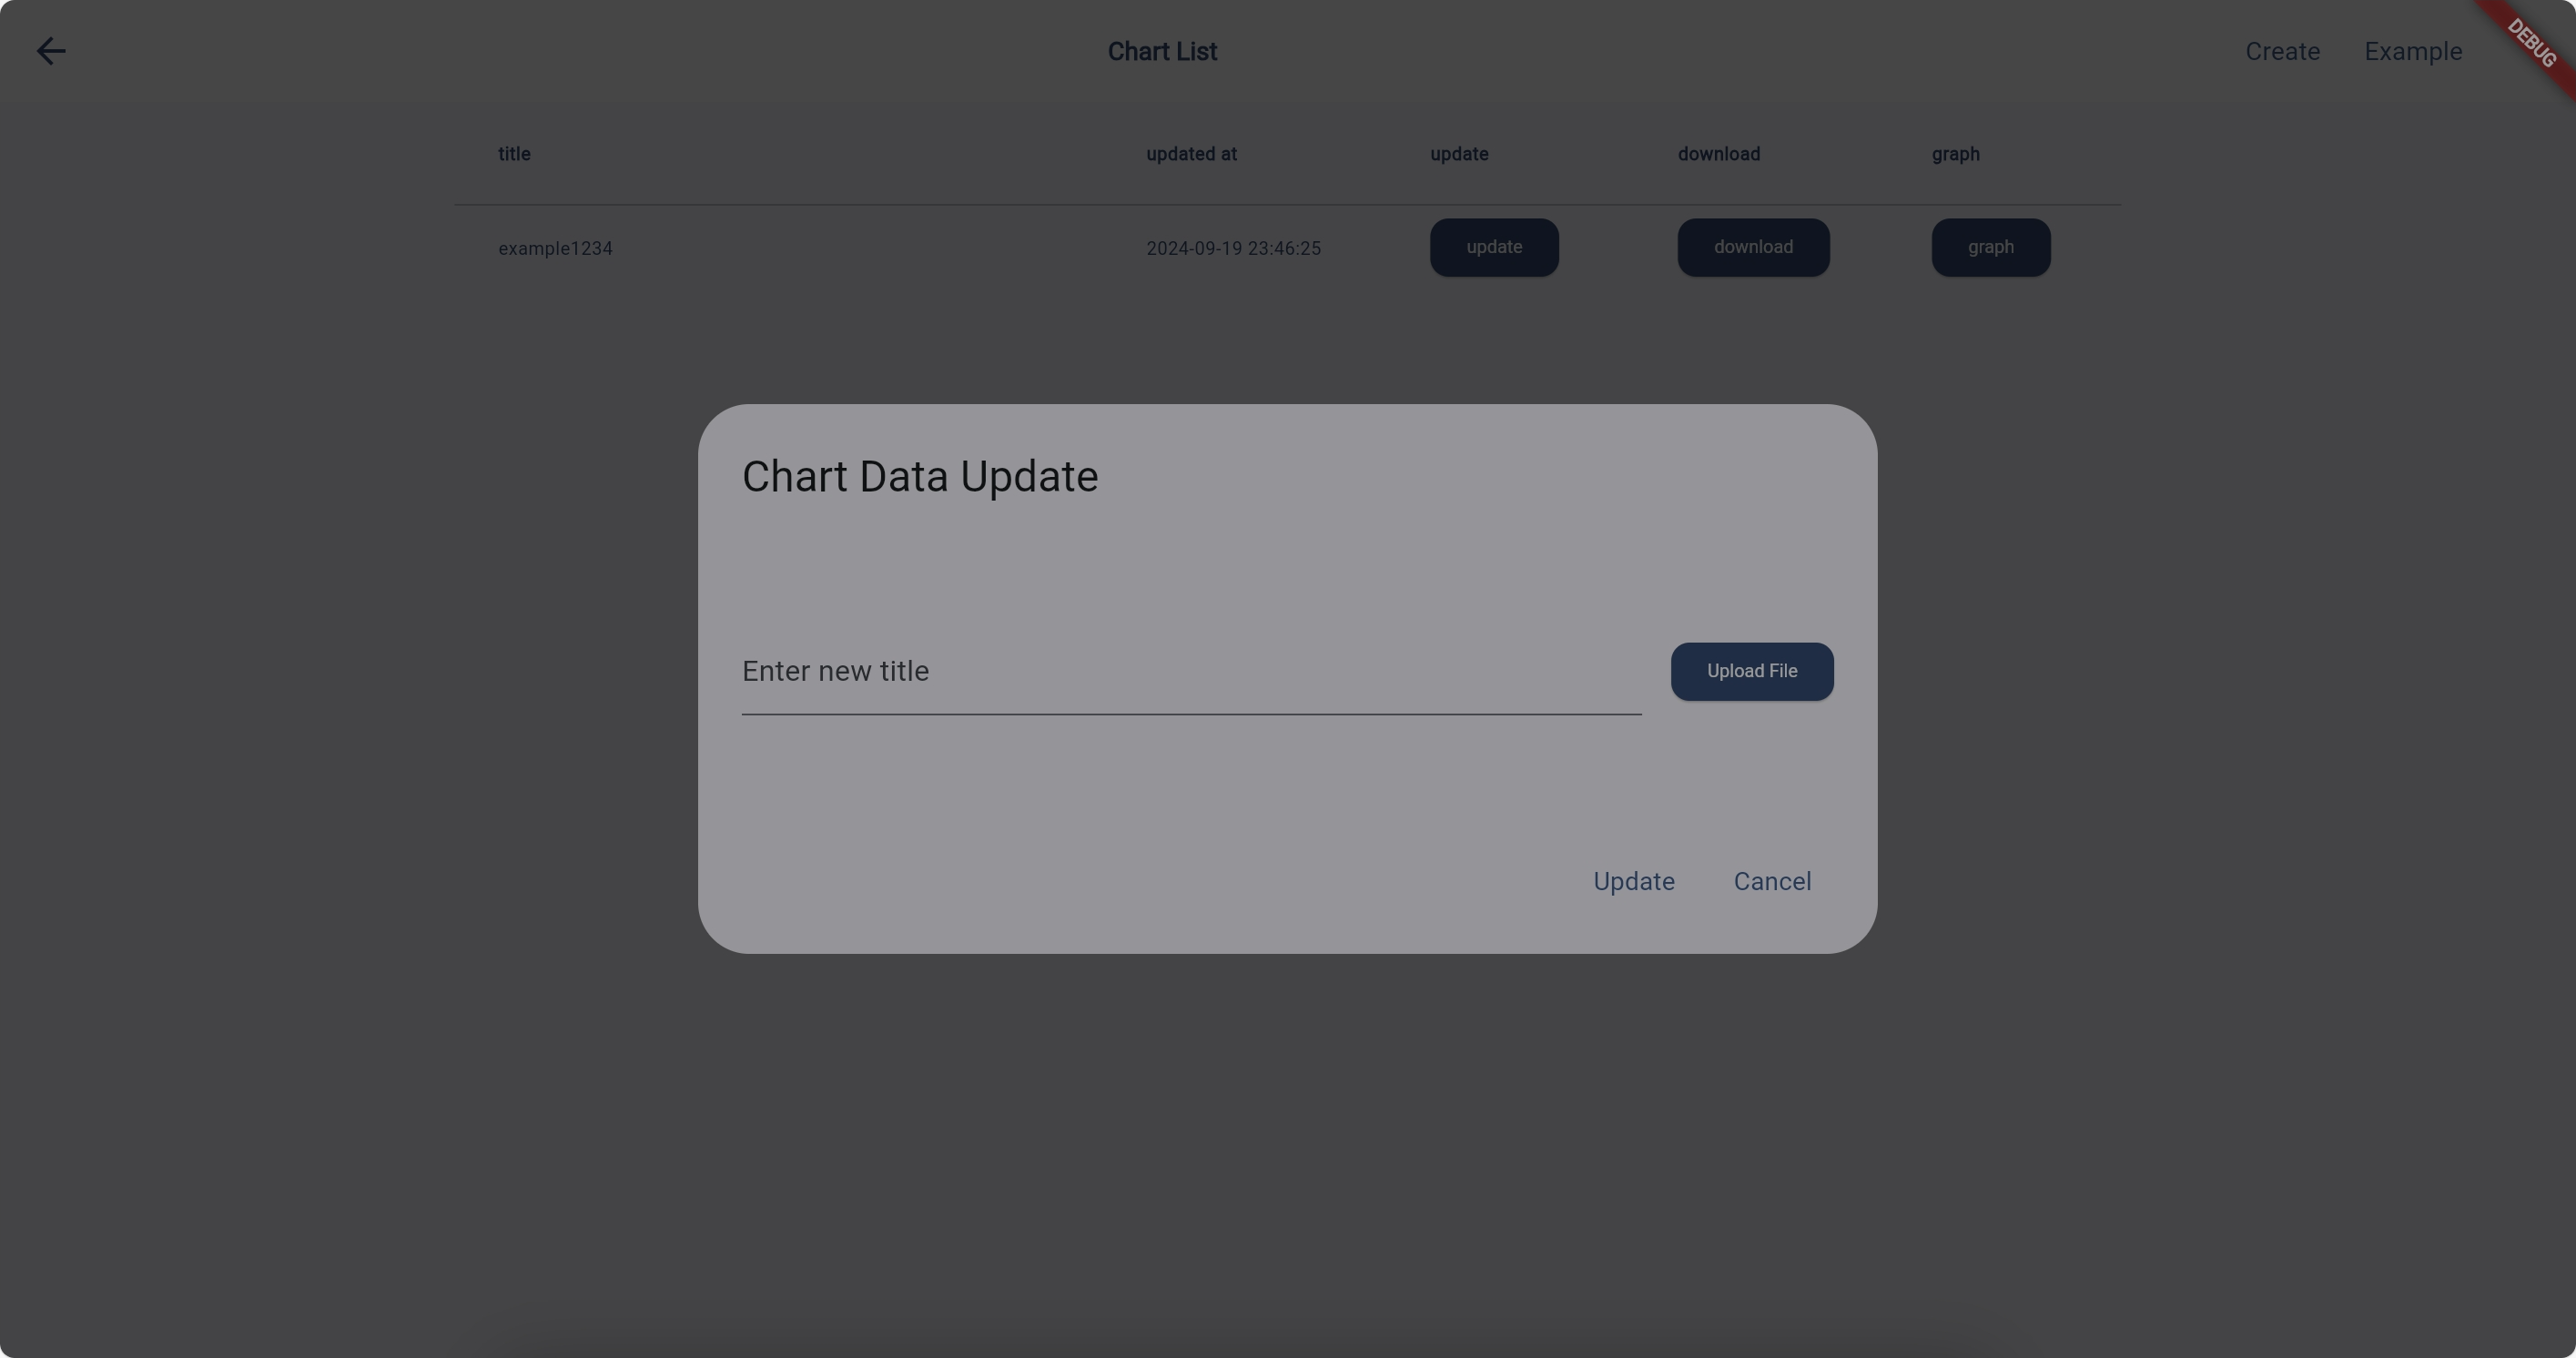 Chart List
Create Example
DEBUG
title updated at update download graph
example1234 2024-09-19 23:46:25 update download graph
Chart Data Update
Enter new title
Upload File
Update Cancel